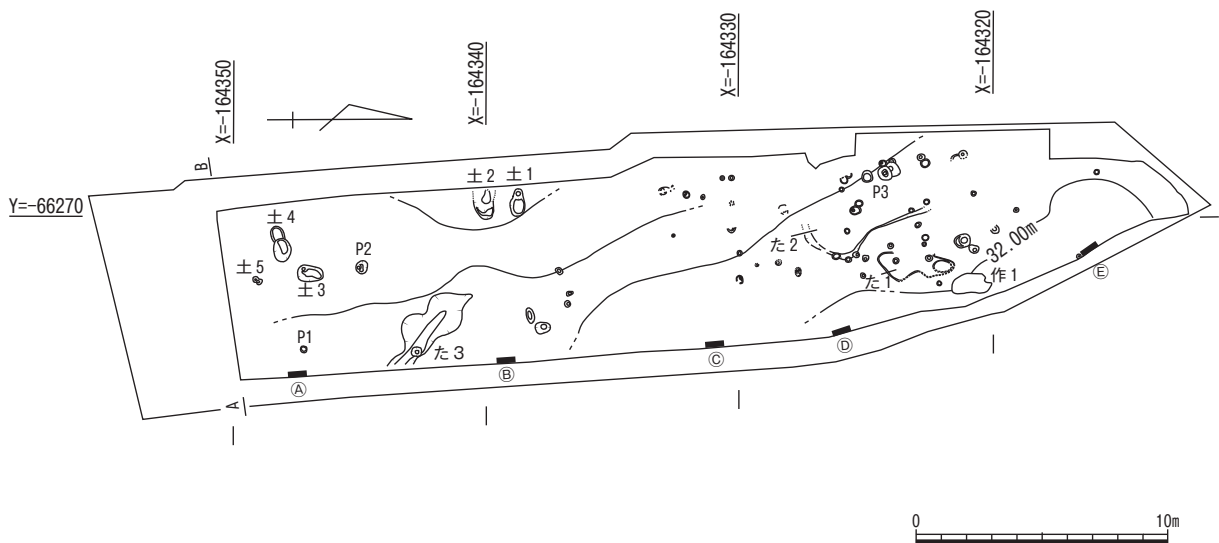 X=-164350
X=-164340
X=-164330
X=-164320
B
Y=-66270
土2
土1
土4
P3
P2
た2
土5
土3
32.00m
た1
作1
Ⓔ
P1
た3
Ⓓ
Ⓒ
Ⓑ
Ⓐ
A
0
10m